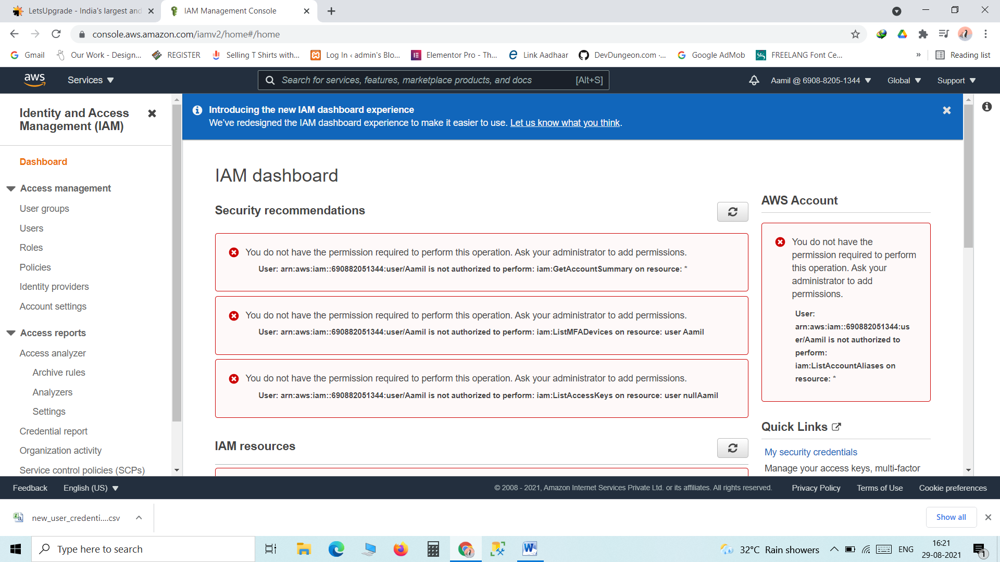 LetsUpgrade - India's largest and
IAM Management Console
console.aws.amazon.com/iamv2/home#/home
Gmail
Our Work - Design...
REGISTER
Selling T Shirts with...
Log In ‹ admin's Blo...
Elementor Pro - Th...
Link Aadhaar
DevDungeon.com -...
Google AdMob
FREELANG Font Ce...
»
Reading list
aws
Services
Search for services, features, marketplace products, and docs
[Alt+S]
Aamil @ 6908-8205-1344
Global
Support
Identity and Access
Management (IAM)
Dashboard
Access management
User groups
Users
Roles
Policies
Identity providers
Account settings
Access reports
Access analyzer
Archive rules
Analyzers
Settings
Credential report
Organization activity
Service control policies (SCPs)
Introducing the new IAM dashboard experience
We've redesigned the IAM dashboard experience to make it easier to use. Let us know what you think.
IAM dashboard
Security recommendations
You do not have the permission required to perform this operation. Ask your administrator to add permissions.
User: arn:aws:iam::690882051344:user/Aamil is not authorized to perform: iam:GetAccountSummary on resource: *
You do not have the permission required to perform this operation. Ask your administrator to add permissions.
User: arn:aws:iam::690882051344:user/Aamil is not authorized to perform: iam:ListMFADevices on resource: user Aamil
You do not have the permission required to perform this operation. Ask your administrator to add permissions.
User: arn:aws:iam::690882051344:user/Aamil is not authorized to perform: iam:ListAccessKeys on resource: user nullAamil
IAM resources
AWS Account
You do not have the
permission required to perform
this operation. Ask your
administrator to add
permissions.
User:
arn:aws:iam::690882051344:us
er/Aamil is not authorized to
perform:
iam:ListAccountAliases on
resource: *
Quick Links
My security credentials
Manage your access keys, multi-factor
Feedback
English (US)
© 2008 - 2021, Amazon Internet Services Private Ltd. or its affiliates. All rights reserved.
Privacy Policy
Terms of Use
Cookie preferences
new_user_credenti....csv
Show all
Type here to search
32°C Rain showers
ENG
16:21
29-08-2021
1